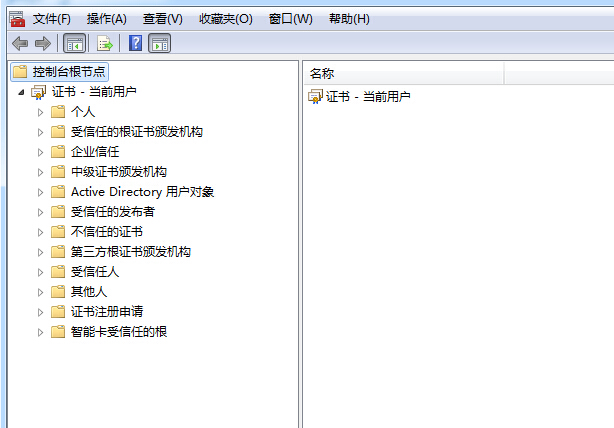 文件(F) 操作(A) 查看(V) 收藏夹(O) 窗口(W) 帮助(H)
控制台根节点
证书 - 当前用户
个人
受信任的根证书颁发机构
企业信任
中级证书颁发机构
Active Directory 用户对象
受信任的发布者
不信任的证书
第三方根证书颁发机构
受信任人
其他人
证书注册申请
智能卡受信任的根
名称
证书 - 当前用户